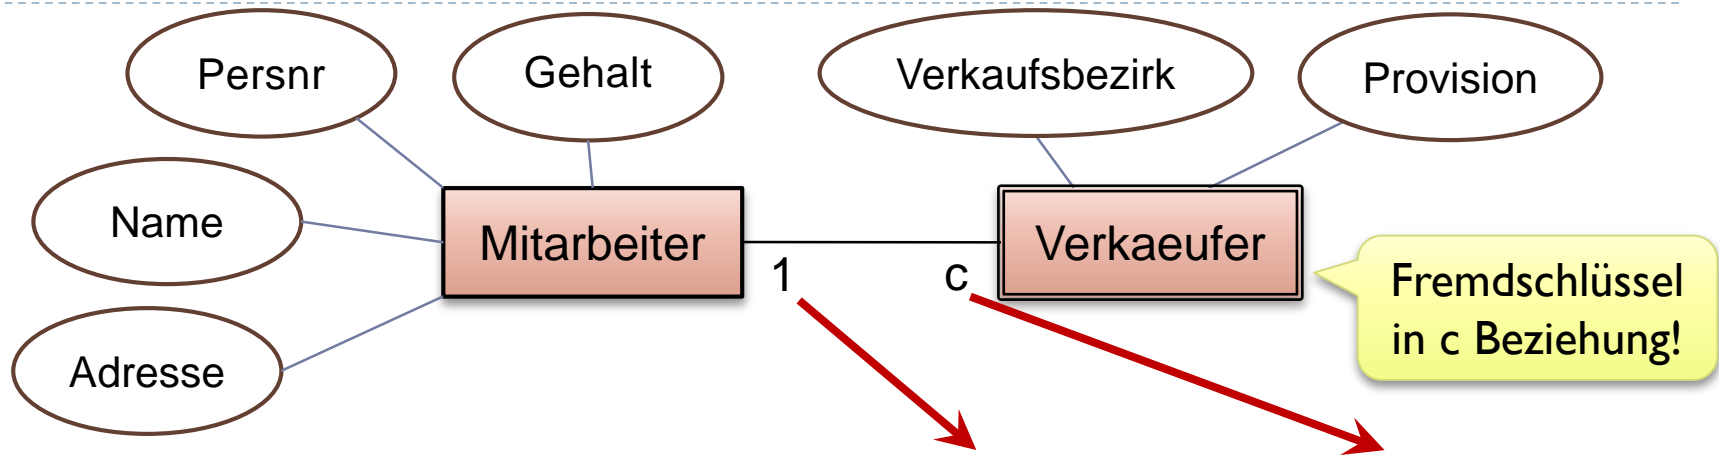 Persnr
Gehalt
Verkaufsbezirk
Provision
Name
Mitarbeiter
Verkaeufer
1
c
Fremdschlüssel
in c Beziehung!
Adresse